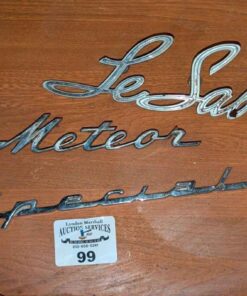 Le Sa
Meteor
pecial
London Marshall
AUCTION SERVICES
99